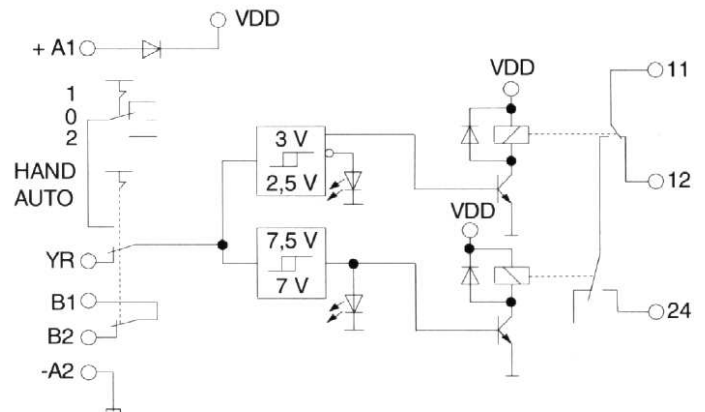 VDD
+ A1
1
0
2
HAND
AUTO
YR
B1
B2
-A2
3 V
2,5 V
7,5 V
7 V
VDD
VDD
11
12
24